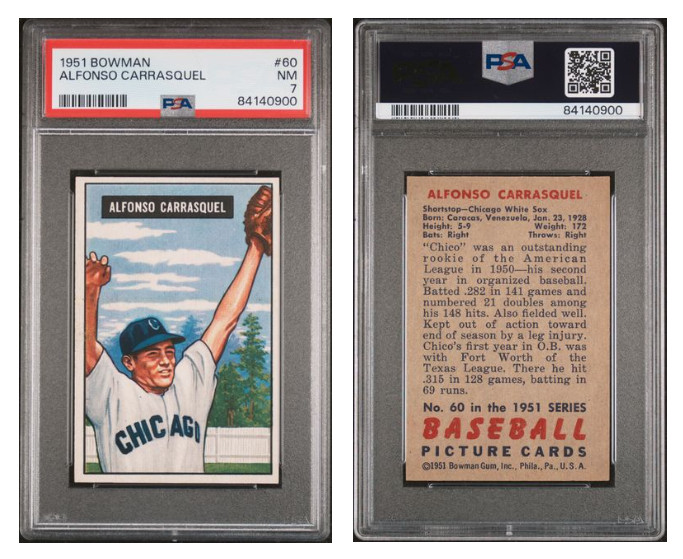 1951 BOWMAN #60
ALFONSO CARRASQUEL NM
7
PSA 84140900
ALFONSO CARRASQUEL
C
CHICAGO
PSA
84140900
ALFONSO CARRASQUEL
Shortstop—Chicago White Sox
Born: Caracas, Venezuela, Jan. 23, 1928
Height: 5-9 Weight: 172
Bats: Right Throws: Right
"Chico" was an outstanding
rookie of the American
League in 1950—his second
year in organized baseball.
Batted .282 in 141 games and
numbered 21 doubles among
his 148 hits. Also fielded well.
Kept out of action toward
end of season by a leg injury.
Chico's first year in O.B. was
with Fort Worth of the
Texas League. There he hit
.315 in 128 games, batting in
69 runs.
No. 60 in the 1951 SERIES
BASEBALL
PICTURE CARDS
©1951 Bowman Gum, Inc., Phila., Pa., U.S.A.